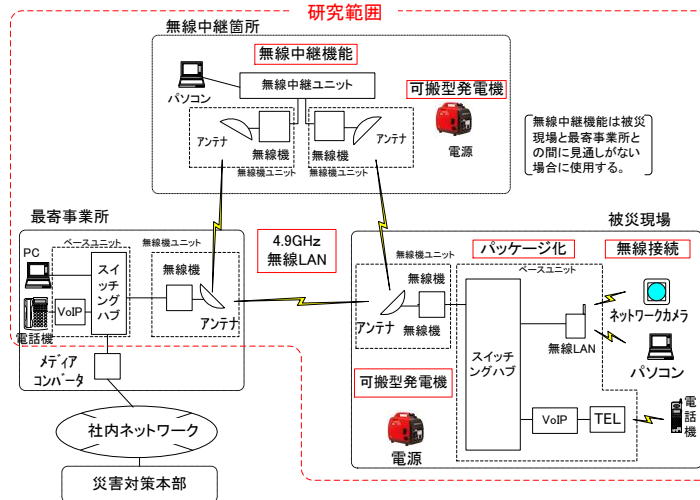 研究範囲
無線中継箇所
無線中継機能
無線中継ユニット
パソコン
可搬型発電機
アンテナ
無線機
無線機ユニット
無線機
アンテナ
無線機ユニット
電源
無線中継機能は被災
現場と最寄事業所と
の間に見通しがない
場合に使用する。
最寄事業所
ベースユニット
無線機ユニット
PC
スイッ
チング
ハブ
無線機
アンテナ
VoIP
電話機
メディア
コンバータ
社内ネットワーク
災害対策本部
4.9GHz
無線LAN
被災現場
パッケージ化
無線接続
無線機ユニット
ベースユニット
無線機
アンテナ
無線機
スイッチ
ングハブ
無線LAN
ネットワークカメラ
パソコン
可搬型発電機
電源
VoIP
TEL
電話機